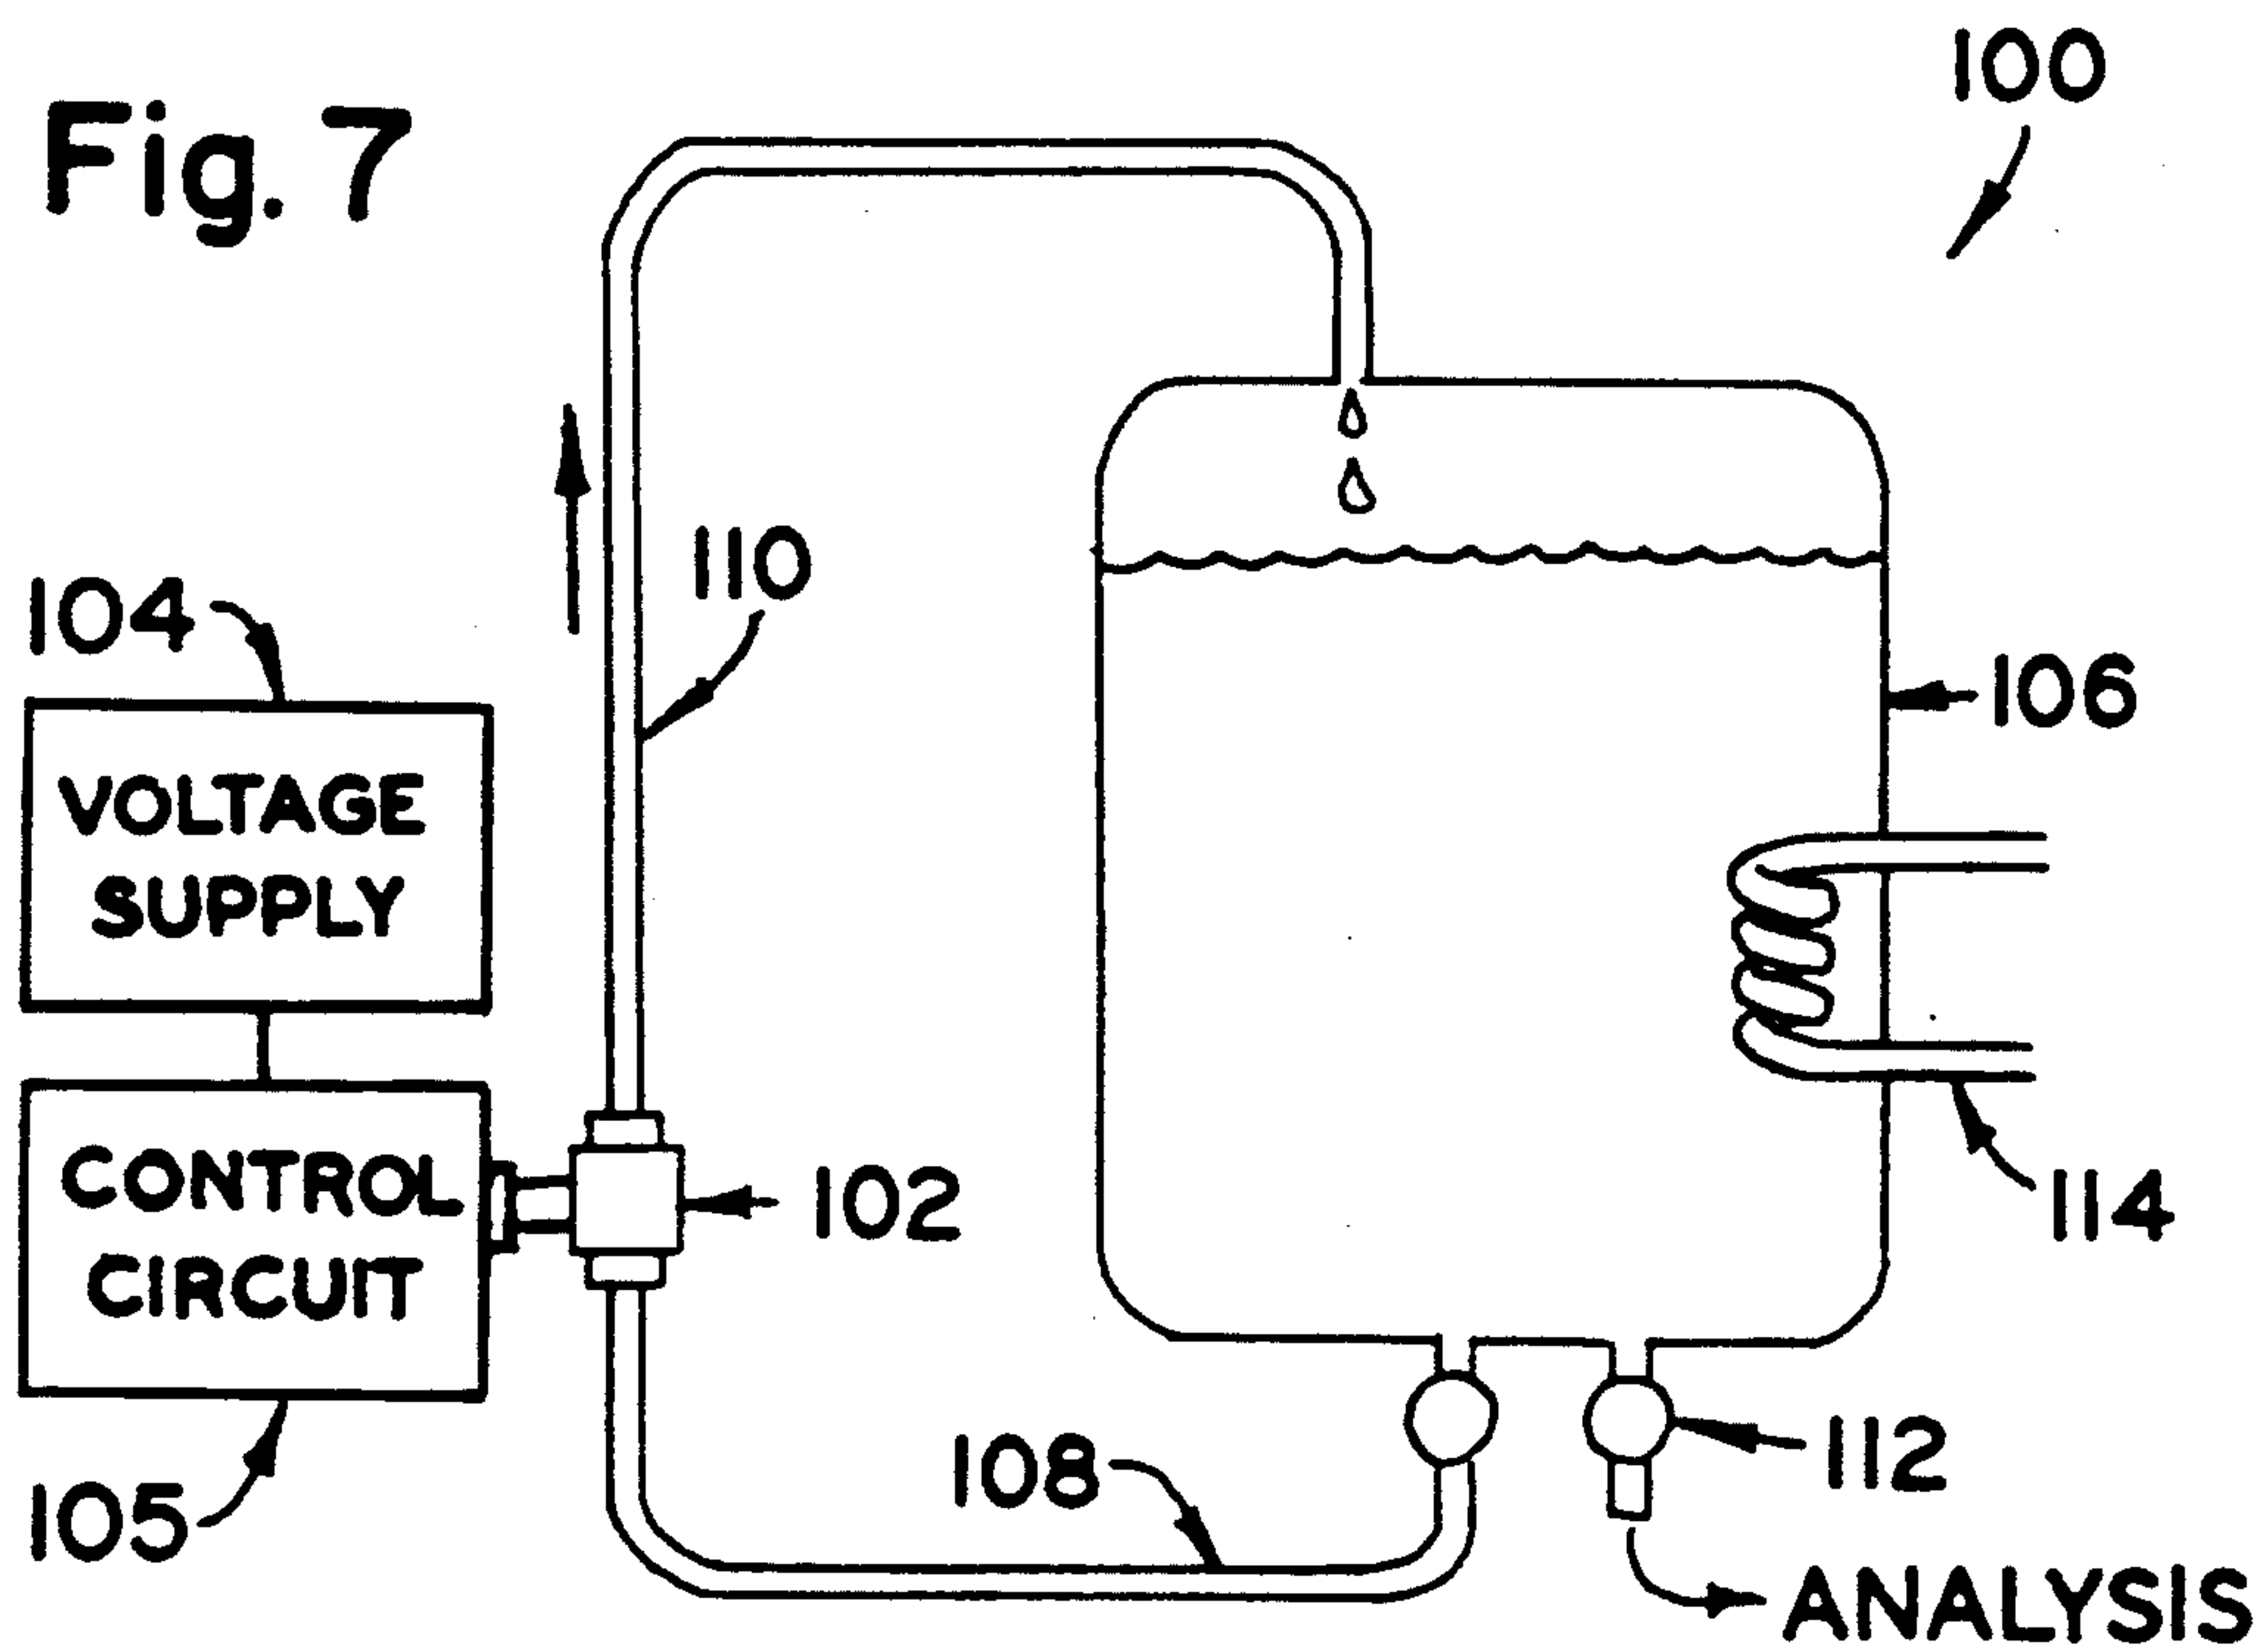 Fig. 7
100
110
104
106
VOLTAGE
SUPPLY
CONTROL
CIRCUIT
102
114
108
112
105
ANALYSIS